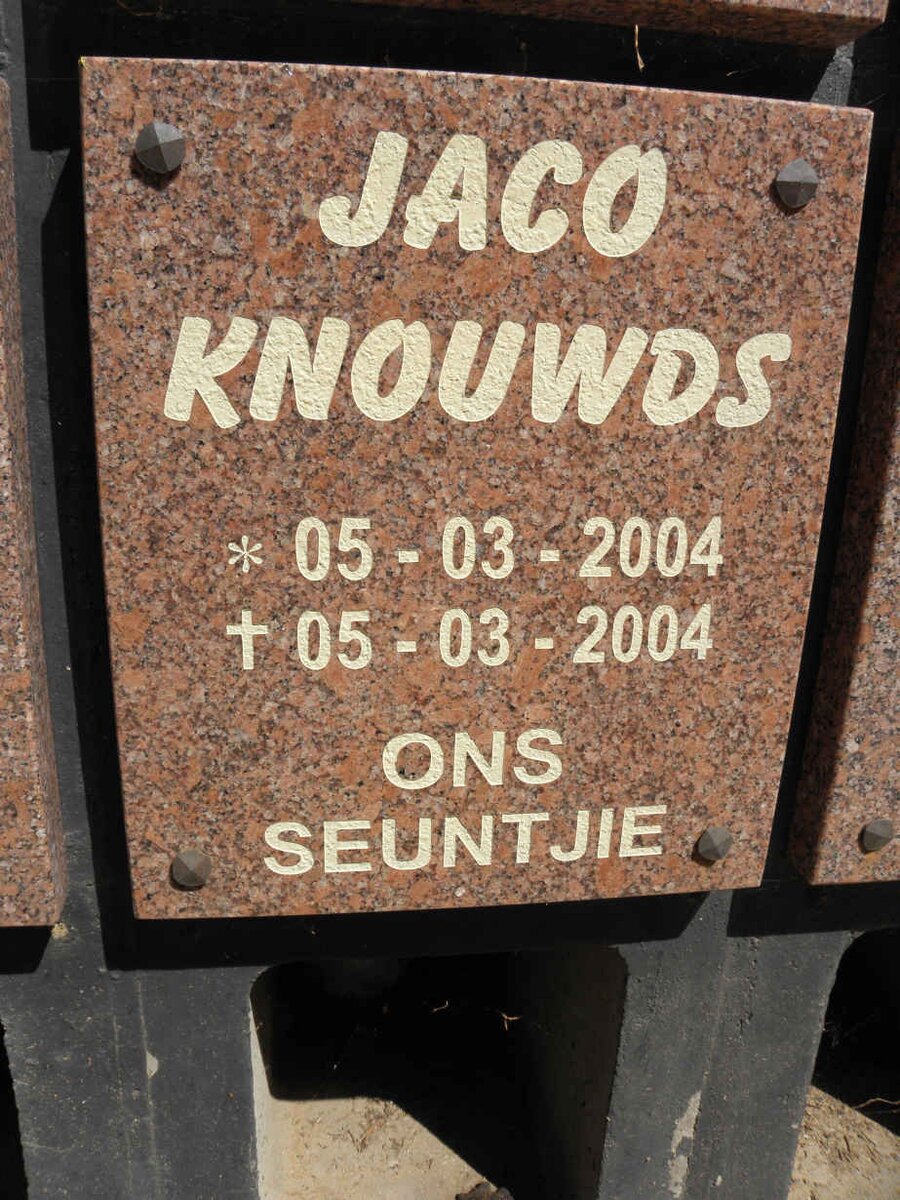 JACO
KNOUWDS
* 05 - 03 - 2004
† 05 - 03 - 2004
ONS
SEUNTJIE